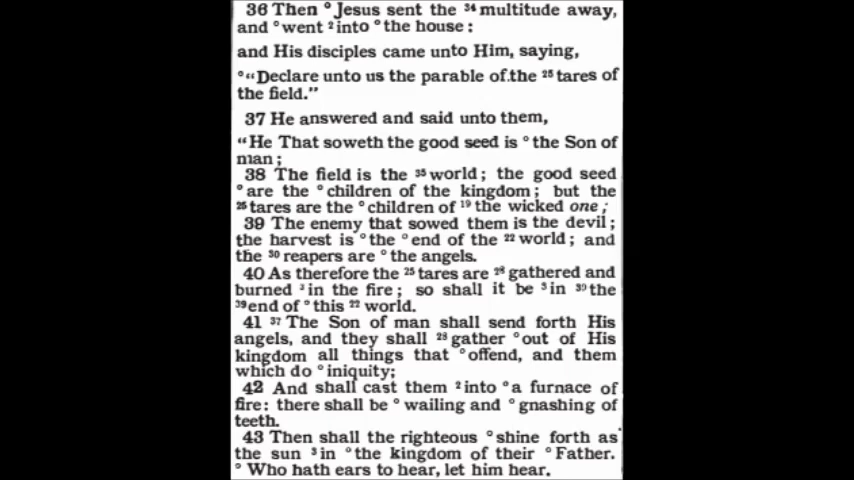 36 Then °Jesus sent the ³⁴ multitude away,
and °went ² into °the house :
and His disciples came unto Him, saying,
°"Declare unto us the parable of the ²⁵ tares of
the field."
37 He answered and said unto them,
"He That soweth the good seed is °the Son of
man ;
38 The field is the ³⁵ world ; the good seed
°are the °children of the kingdom ; but the
²⁵ tares are the °children of ¹⁹ the wicked one ;
39 The enemy that sowed them is the devil ;
the harvest is °the °end of the ²² world ; and
the ³⁰ reapers are °the angels.
40 As therefore the ²⁵ tares are ²⁸ gathered and
burned ³ in the fire ; so shall it be ³ in ³⁹ the
³⁹ end of °this ²² world.
41 ³⁷ The Son of man shall send forth His
angels, and they shall ²⁸ gather °out of His
kingdom all things that °offend, and them
which do °iniquity;
42 And shall cast them ² into °a furnace of
fire: there shall be °wailing and °gnashing of
teeth.
43 Then shall the righteous °shine forth as
the sun ³ in °the kingdom of their °Father.
°Who hath ears to hear, let him hear.